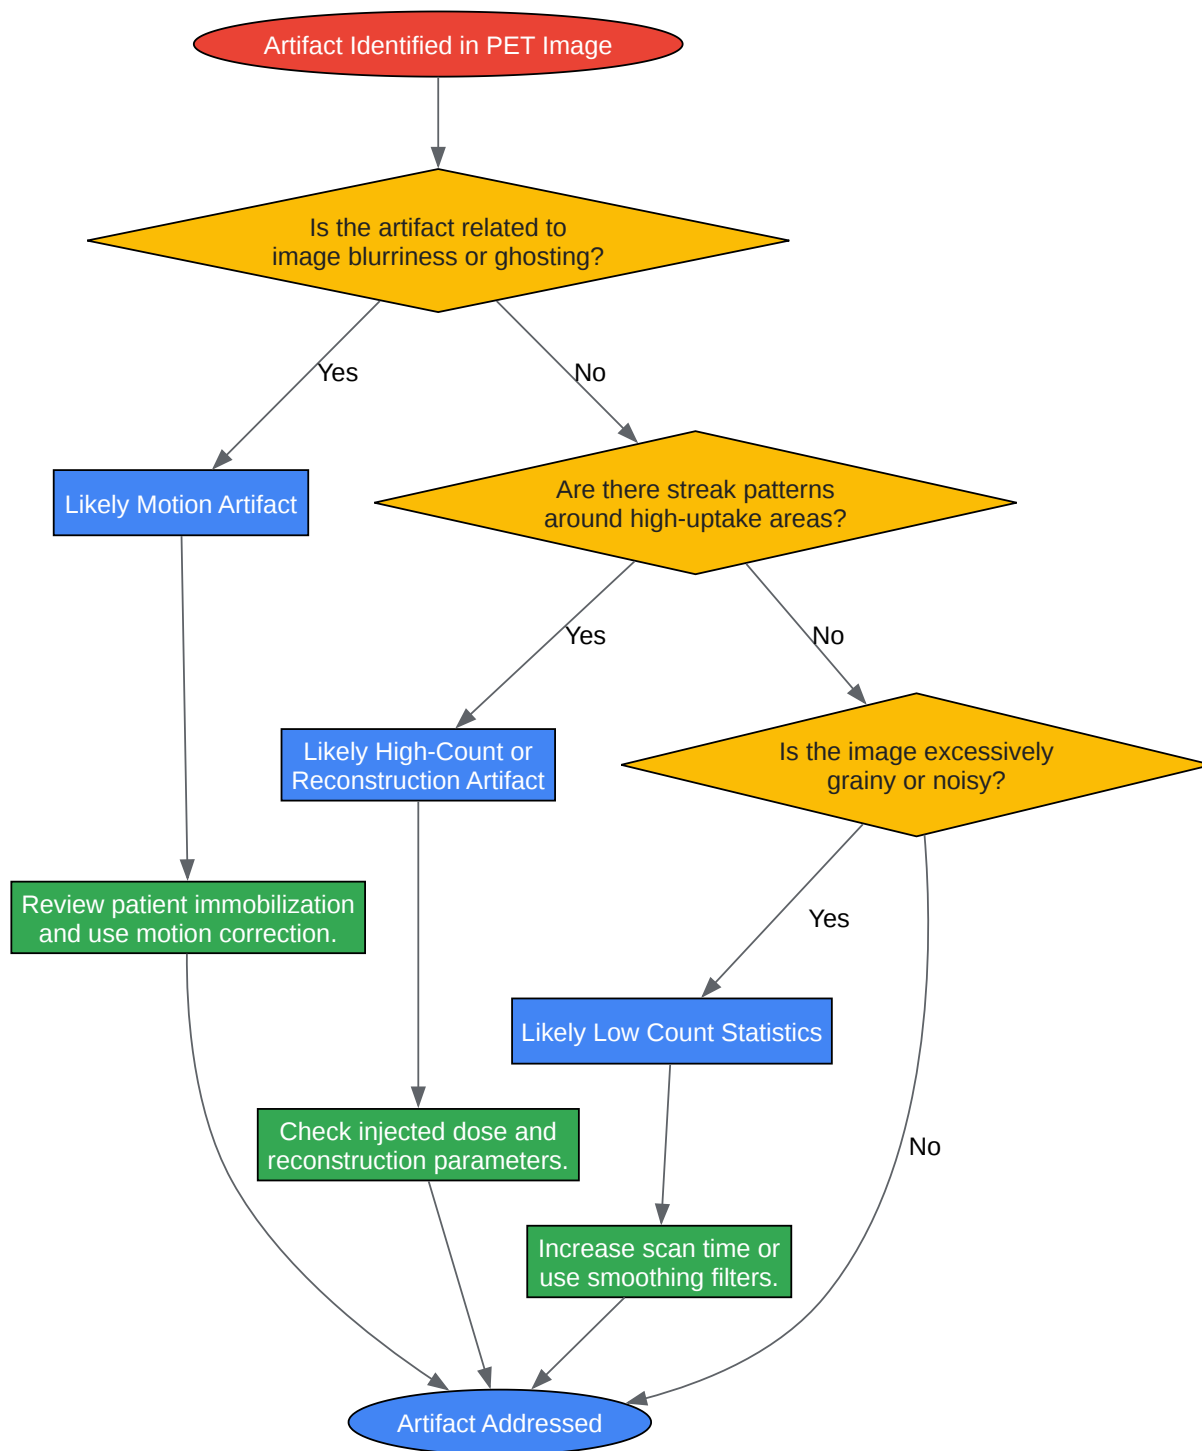 Artifact Identified in PET Image
Is the artifact related to
image blurriness or ghosting?
Yes
No
Likely Motion Artifact
Are there streak patterns
around high-uptake areas?
Yes
No
Likely High-Count or
Reconstruction Artifact
Is the image excessively
grainy or noisy?
Review patient immobilization
and use motion correction.
Yes
Likely Low Count Statistics
Check injected dose and
reconstruction parameters.
No
Increase scan time or
use smoothing filters.
Artifact Addressed